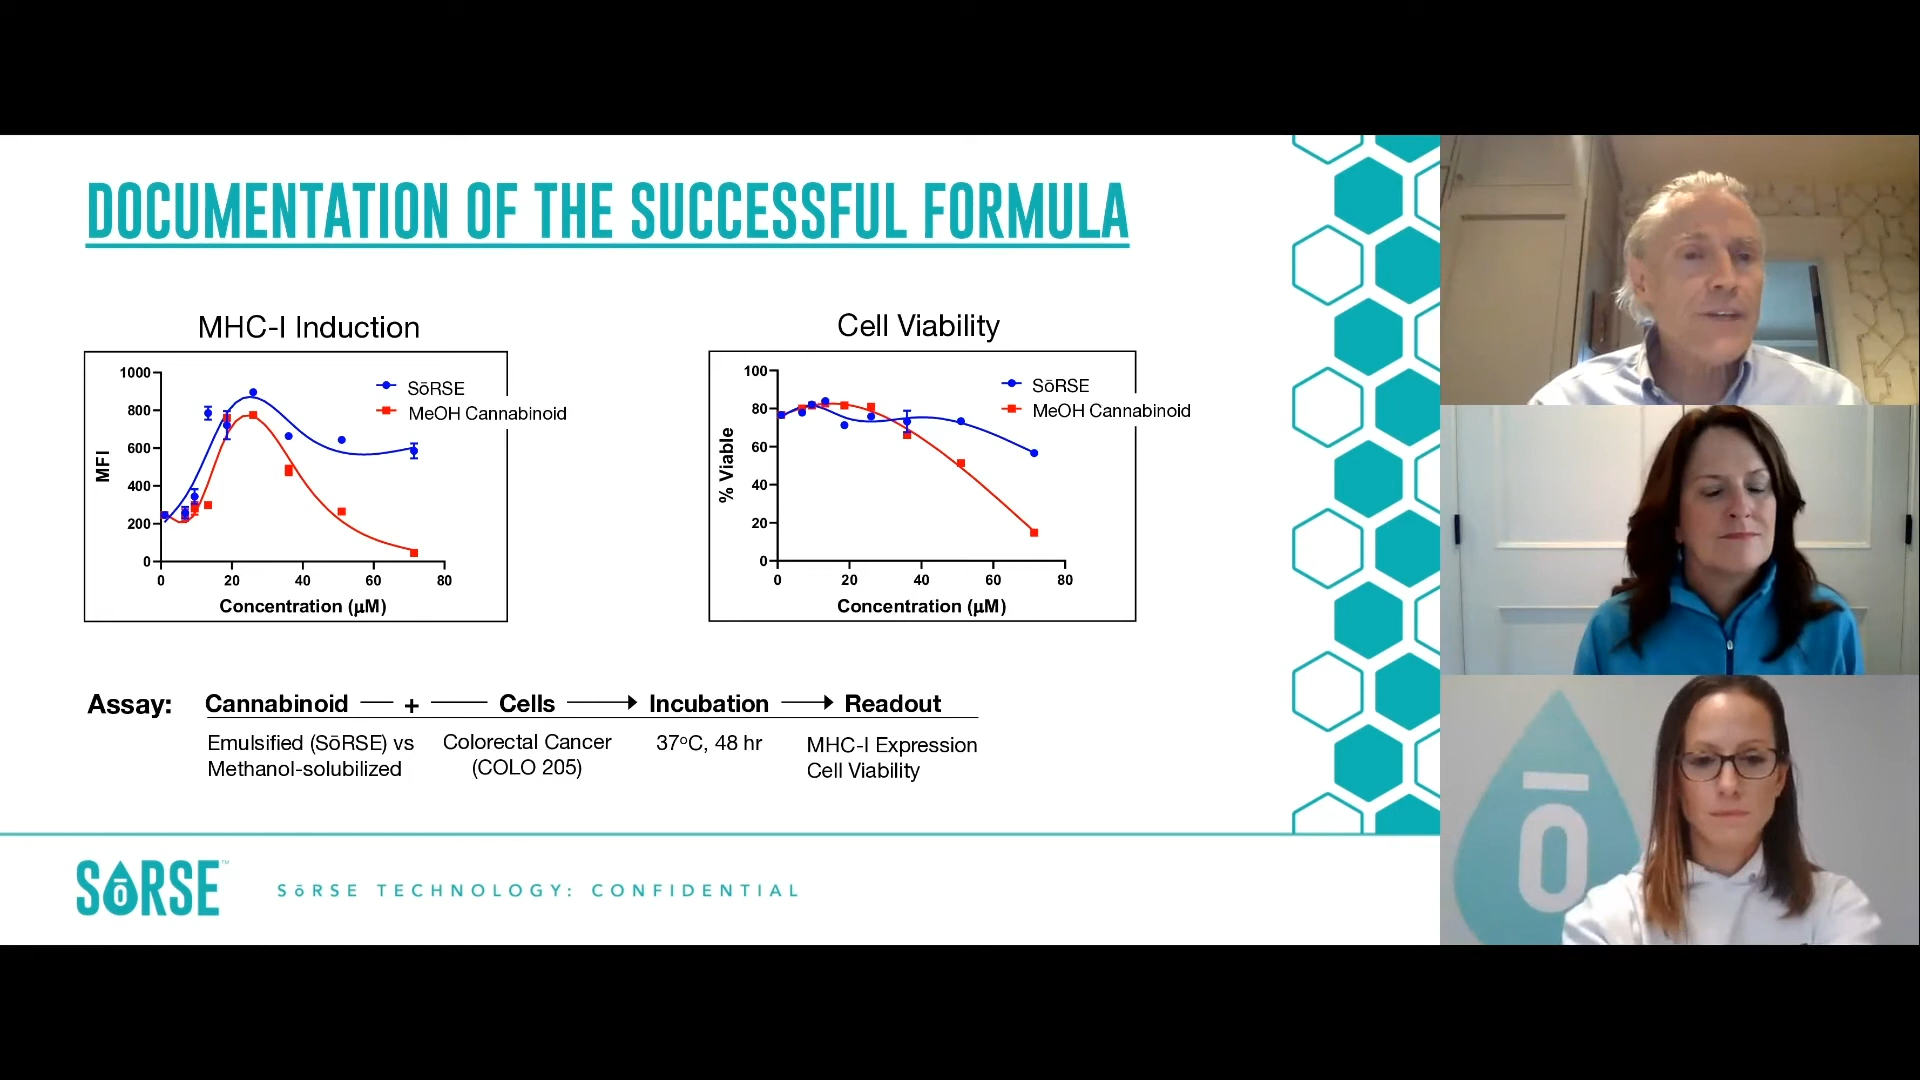 DOCUMENTATION OF THE SUCCESSFUL FORMULA
MHC-I Induction
1000
800
600
400
200
0
MFI
0 20 40 60 80
Concentration (µM)
SōRSE
MeOH Cannabinoid
Cell Viability
100
80
60
40
20
0
% Viable
0 20 40 60 80
Concentration (µM)
SōRSE
MeOH Cannabinoid
Assay: Cannabinoid + Cells Incubation Readout
Emulsified (SōRSE) vs Colorectal Cancer 37°C, 48 hr MHC-I Expression
Methanol-solubilized (COLO 205) Cell Viability
SōRSE™
SōRSE TECHNOLOGY: CONFIDENTIAL
ō